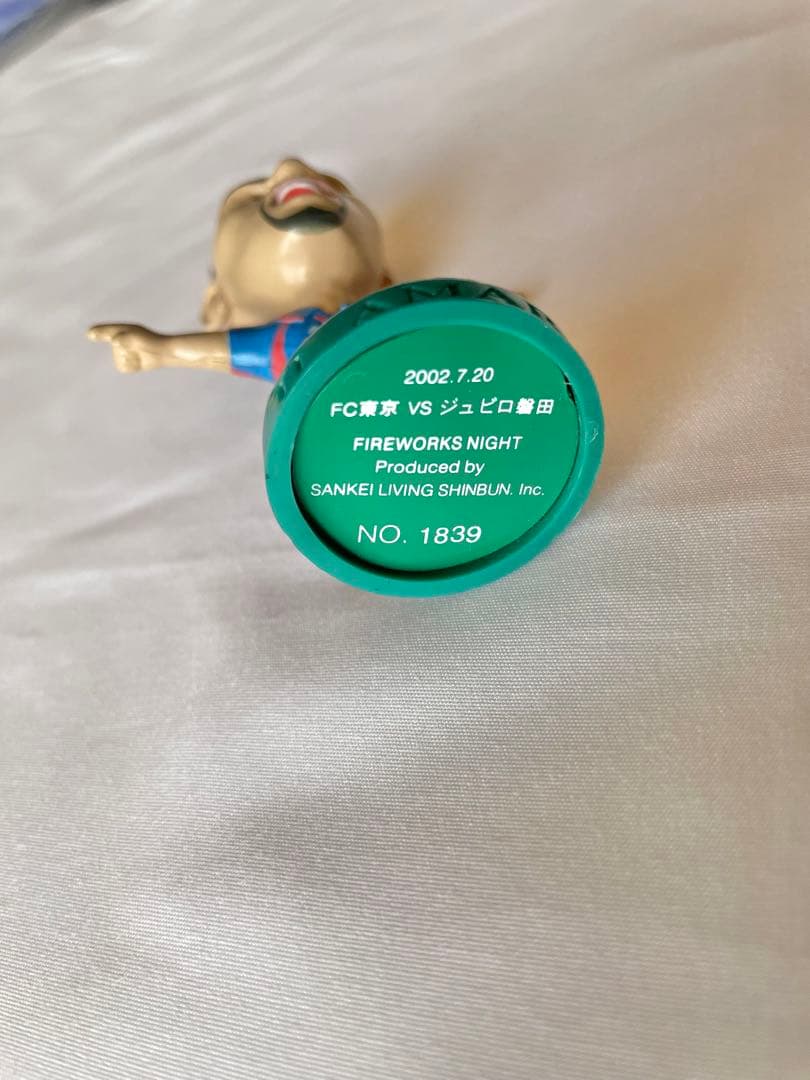 2002.7.20
FC東京 VS ジュビロ磐田
FIREWORKS NIGHT
Produced by
SANKEI LIVING SHINBUN. Inc.
NO. 1839